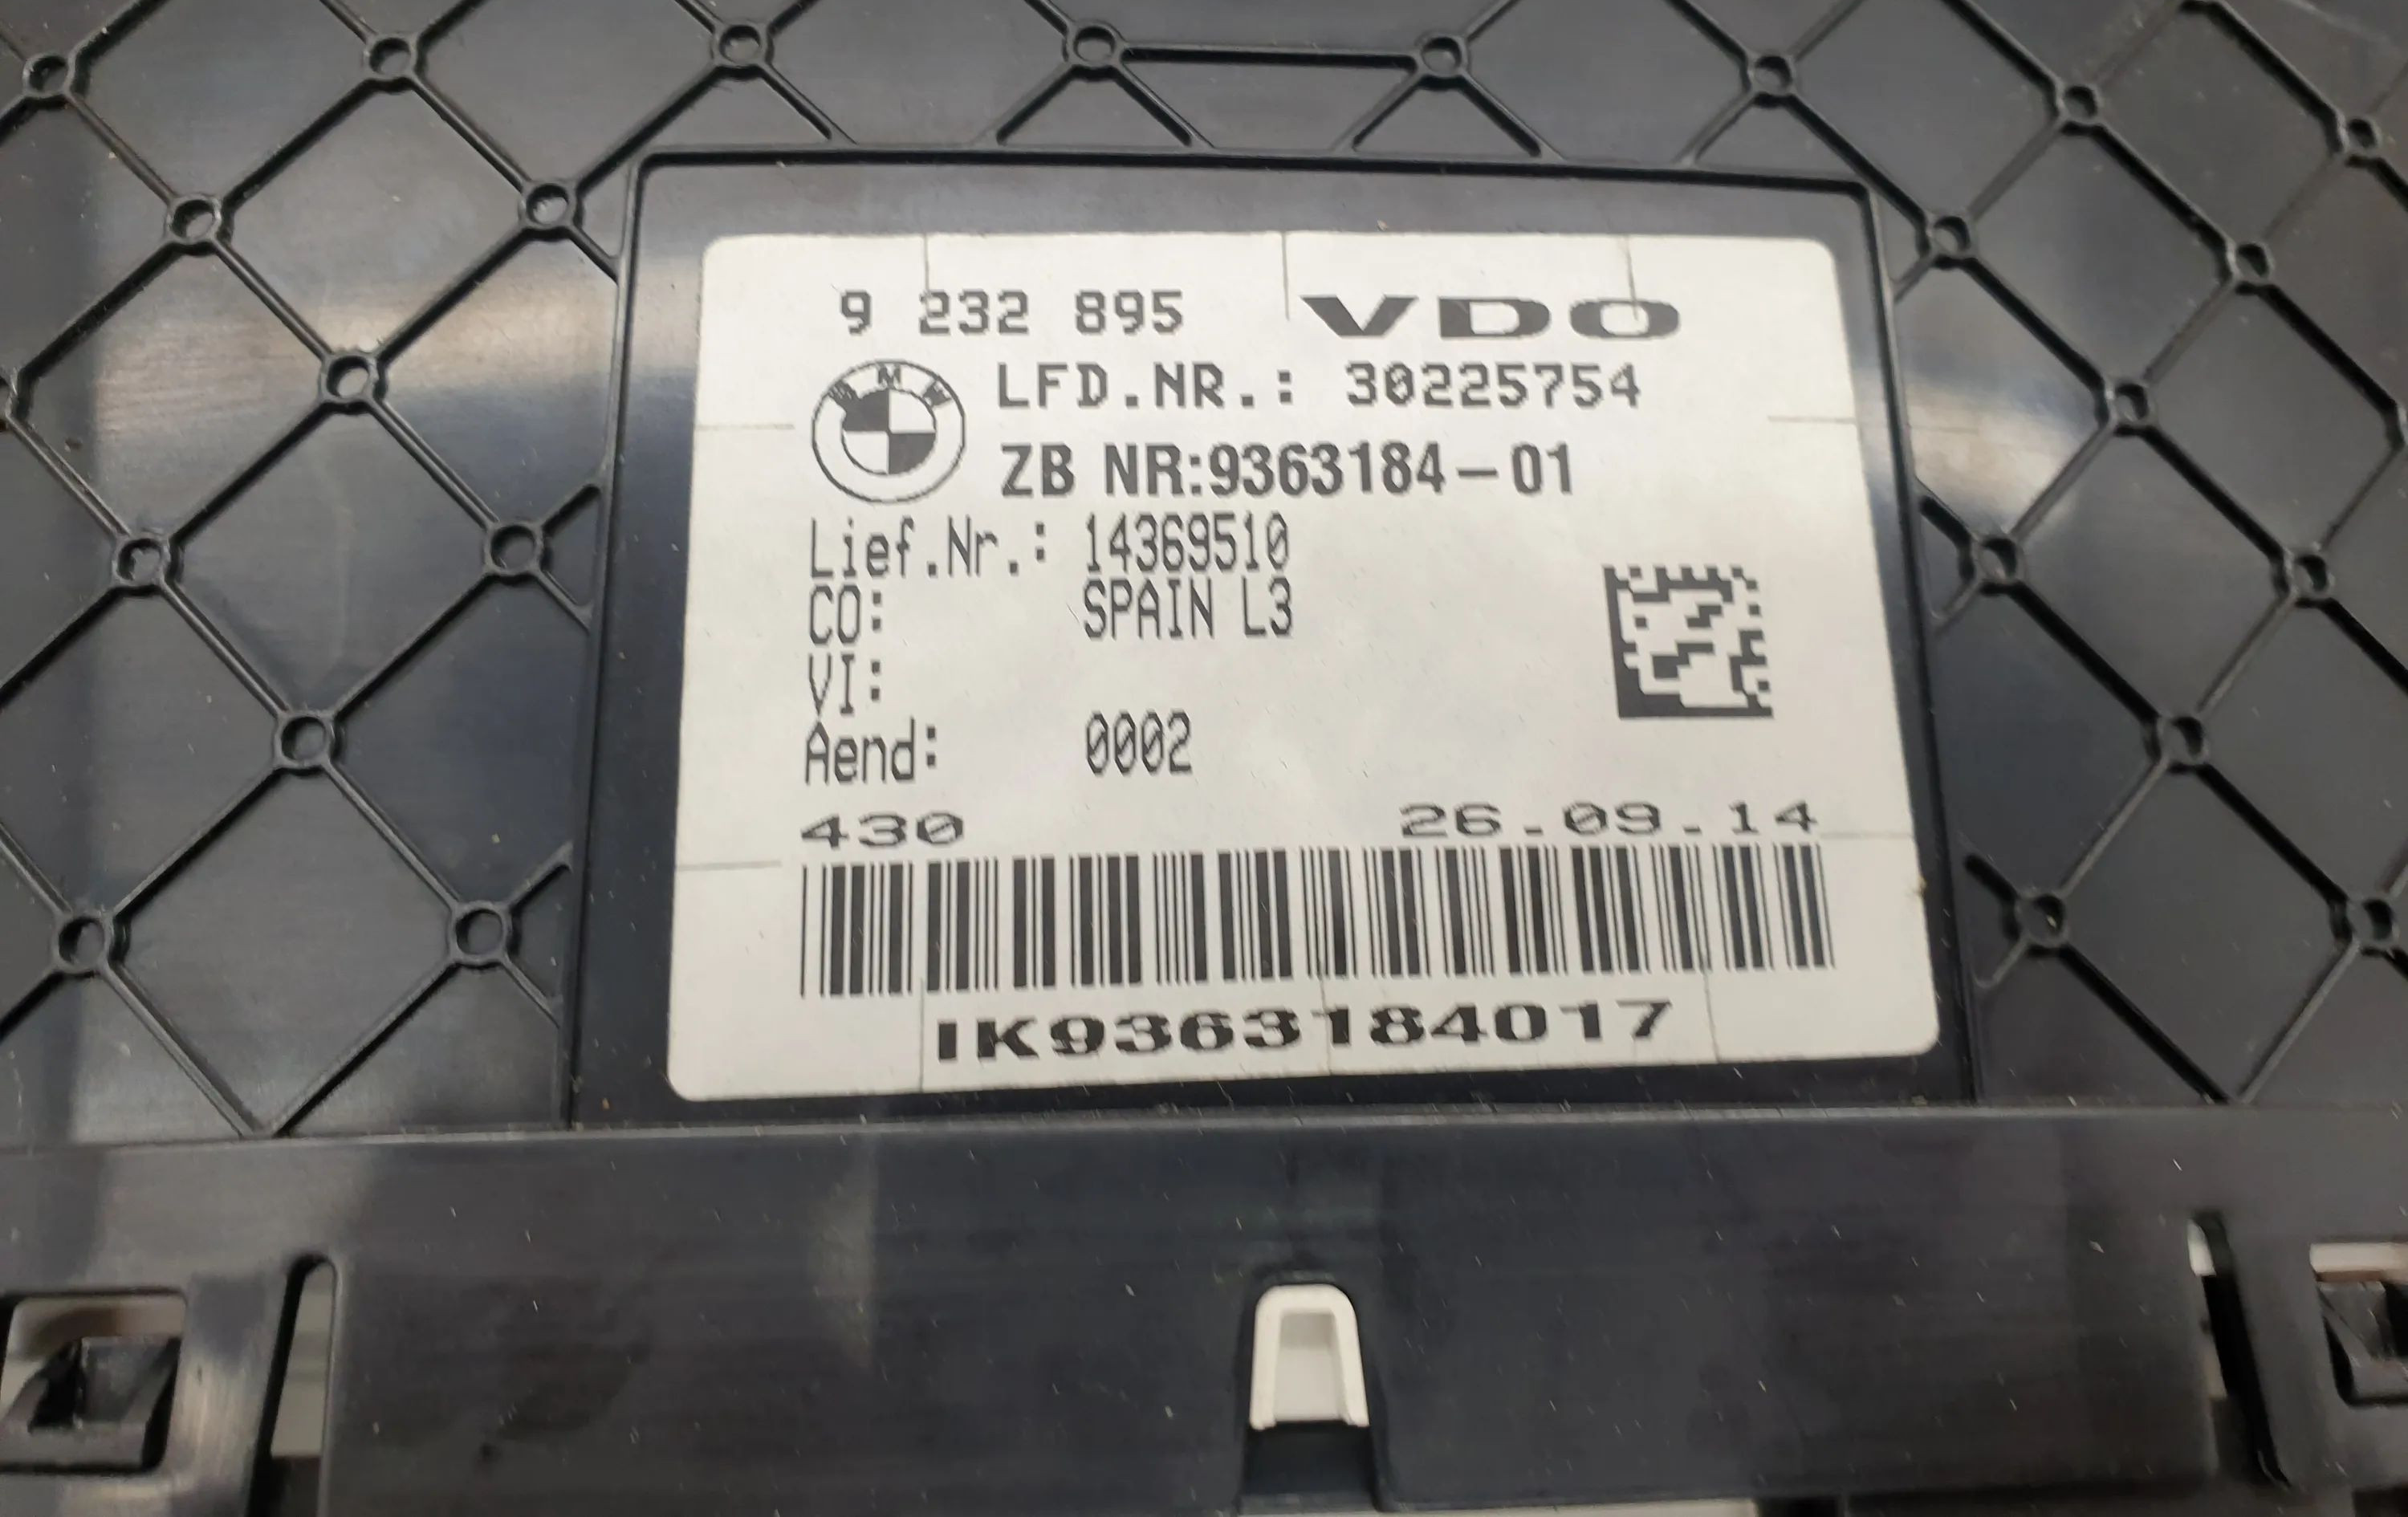 9 232 895 VDO
BMW LFD.NR.: 30225754
ZB NR:9363184-01
Lief.Nr.: 14369510
CO: SPAIN L3
VI:
Aend: 0002
430 26.09.14
IK9363184017